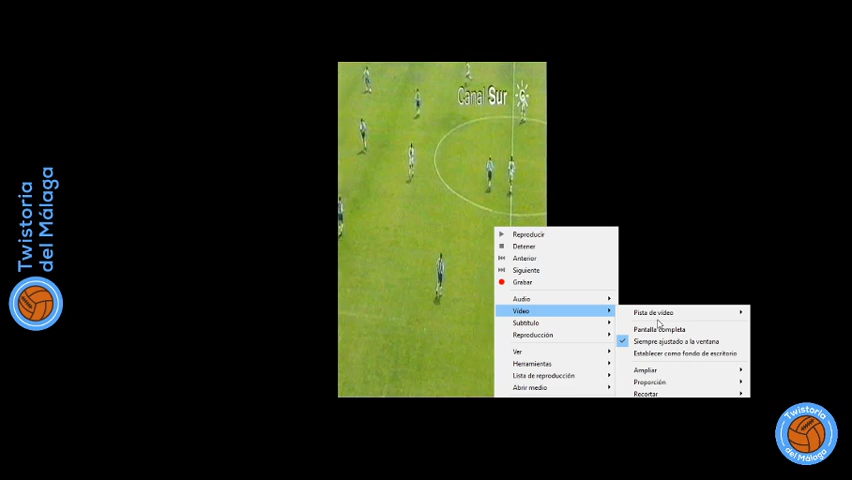 Twistoria
del Málaga
Canal Sur
Reproducir
Detener
Anterior
Siguiente
Grabar
Audio
Vídeo
Subtítulo
Reproducción
Ver
Herramientas
Lista de reproducción
Abrir medio
Pista de vídeo
Pantalla completa
Siempre ajustado a la ventana
Establecer como fondo de escritorio
Ampliar
Proporción
Recortar
Twistoria
del Málaga